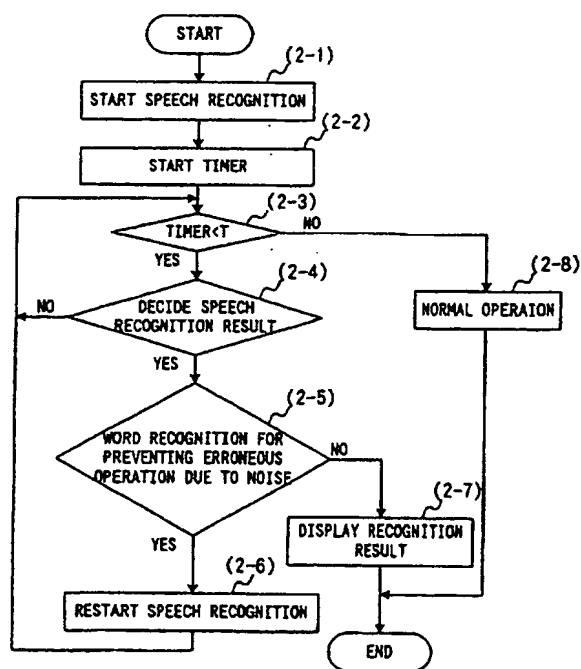 START
(2-1)
START SPEECH RECOGNITION
(2-2)
START TIMER
(2-3)
TIMER<T
NO
YES
(2-4)
(2-8)
NO
DECIDE SPEECH
RECOGNITION RESULT
NORMAL OPERAION
YES
(2-5)
WORD RECOGNITION FOR
PREVENTING ERRONEOUS
OPERATION DUE TO NOISE
NO
(2-7)
DISPLAY RECOGNITION
RESULT
YES
(2-6)
RESTART SPEECH RECOGNITION
END